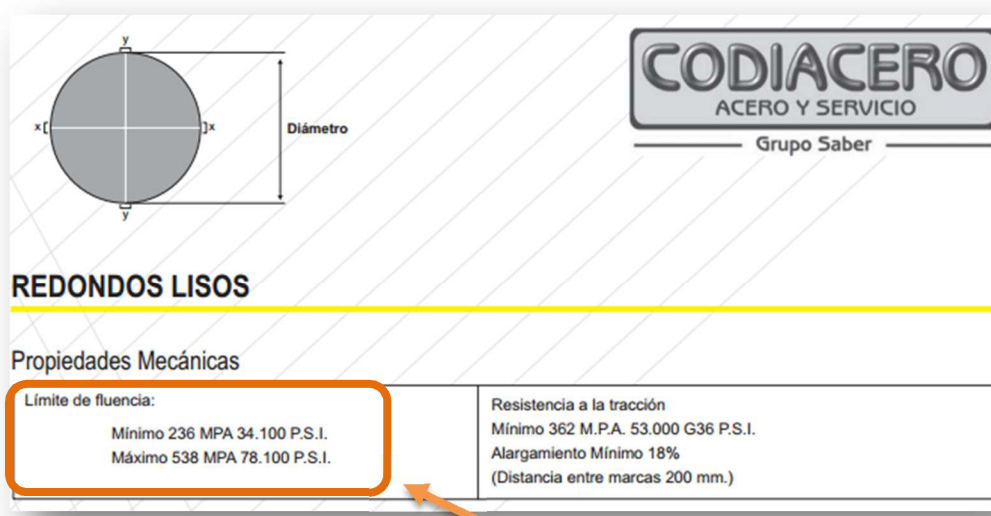 y
x
x
Diámetro
y
CODIACERO
ACERO Y SERVICIO
Grupo Saber
REDONDOS LISOS
Propiedades Mecánicas
Límite de fluencia:
Mínimo 236 MPA 34.100 P.S.I.
Máximo 538 MPA 78.100 P.S.I.
Resistencia a la tracción
Mínimo 362 M.P.A. 53.000 G36 P.S.I.
Alargamiento Mínimo 18%
(Distancia entre marcas 200 mm.)